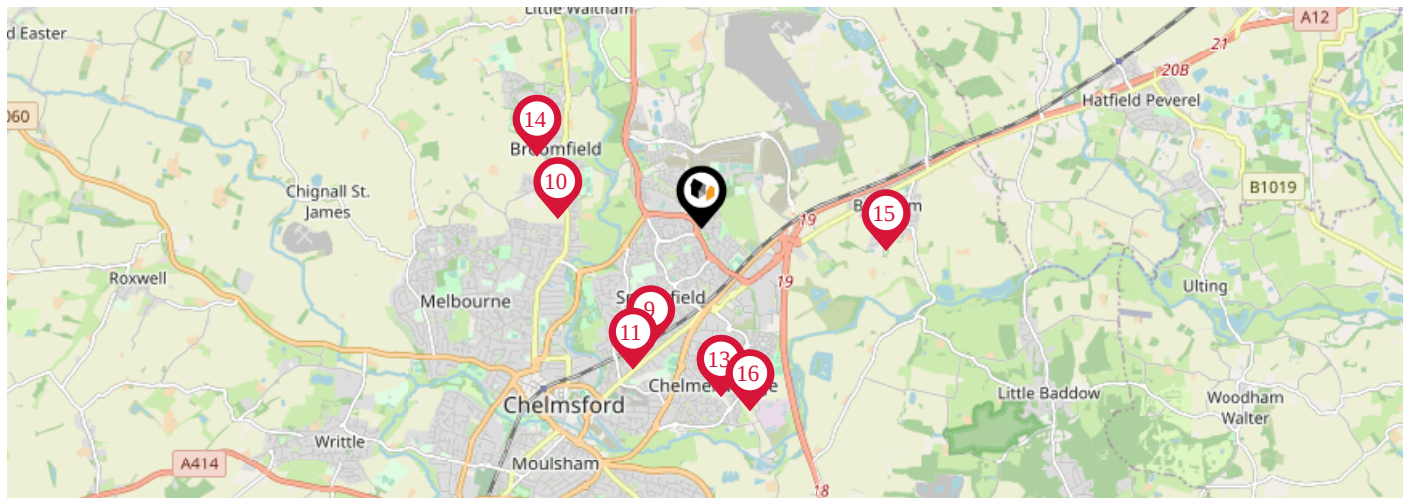 Little Waltham
A12
d Easter
21
20B
Hatfield Peverel
060
14
Broomfield
10
Chignall St.
James
B1019
15
19
Roxwell
19
Ulting
Melbourne
9
11
13
16
Chelmsford
Little Baddow
Woodham
Walter
Writtle
A414
Moulsham
18